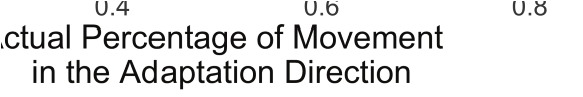 0.4 0.6 0.8
ctual Percentage of Movement
in the Adaptation Direction